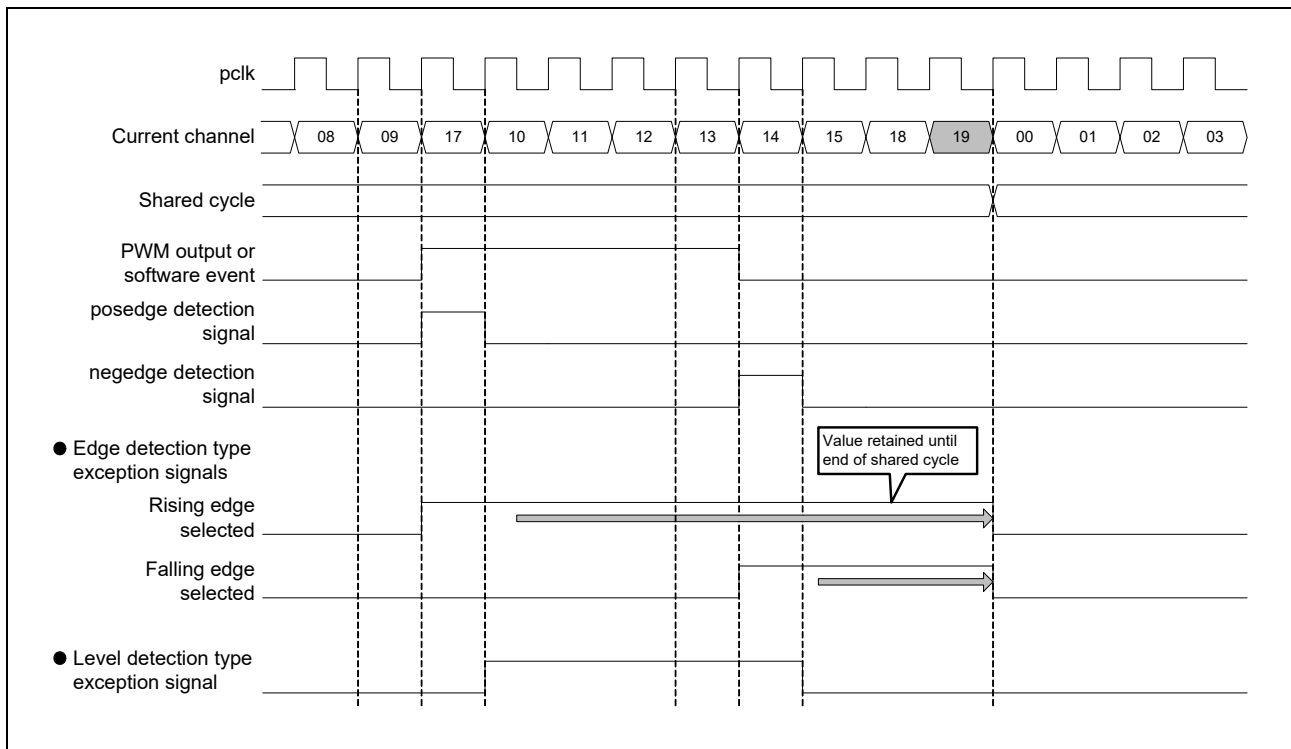 pclk
Current channel
08 09 17 10 11 12 13 14 15 18 19 00 01 02 03
Shared cycle
PWM output or
software event
posedge detection
signal
negedge detection
signal
● Edge detection type
exception signals
Value retained until
end of shared cycle
Rising edge
selected
Falling edge
selected
● Level detection type
exception signal